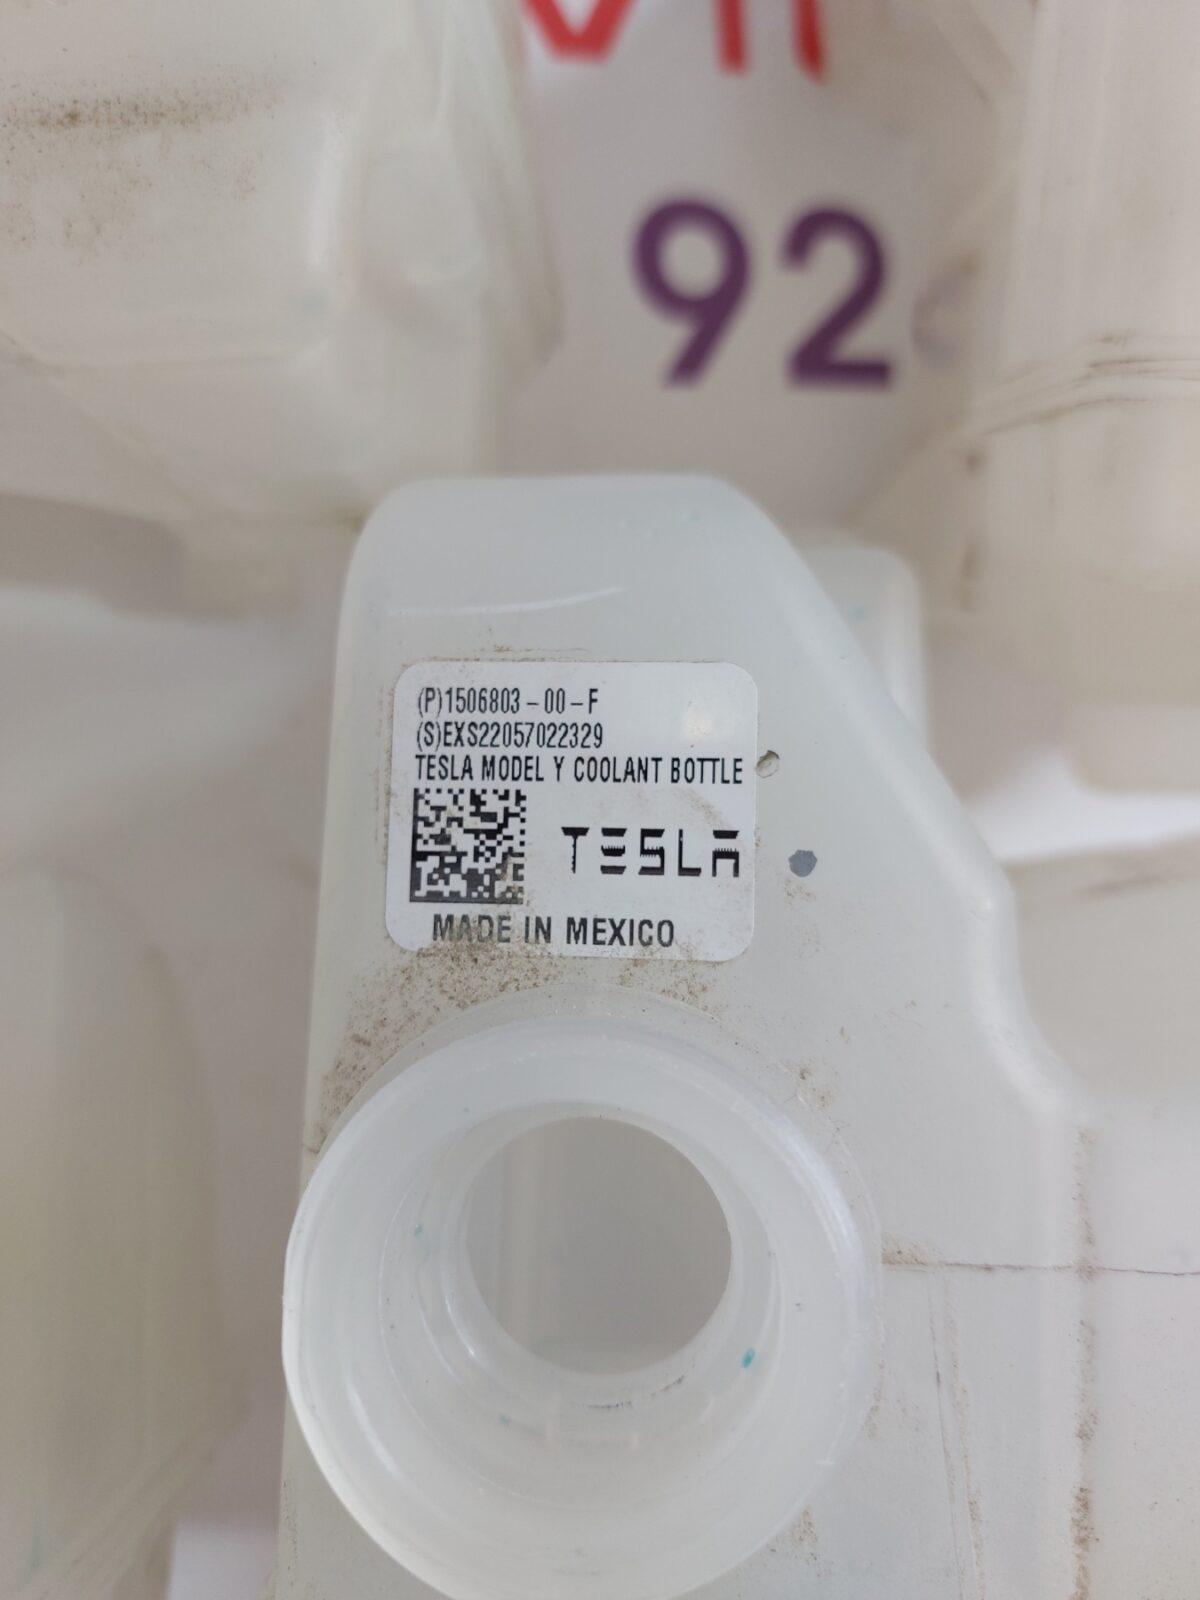 92
(P)1506803-00-F
(S)EXS22057022329
TESLA MODEL Y COOLANT BOTTLE
TESLA
MADE IN MEXICO